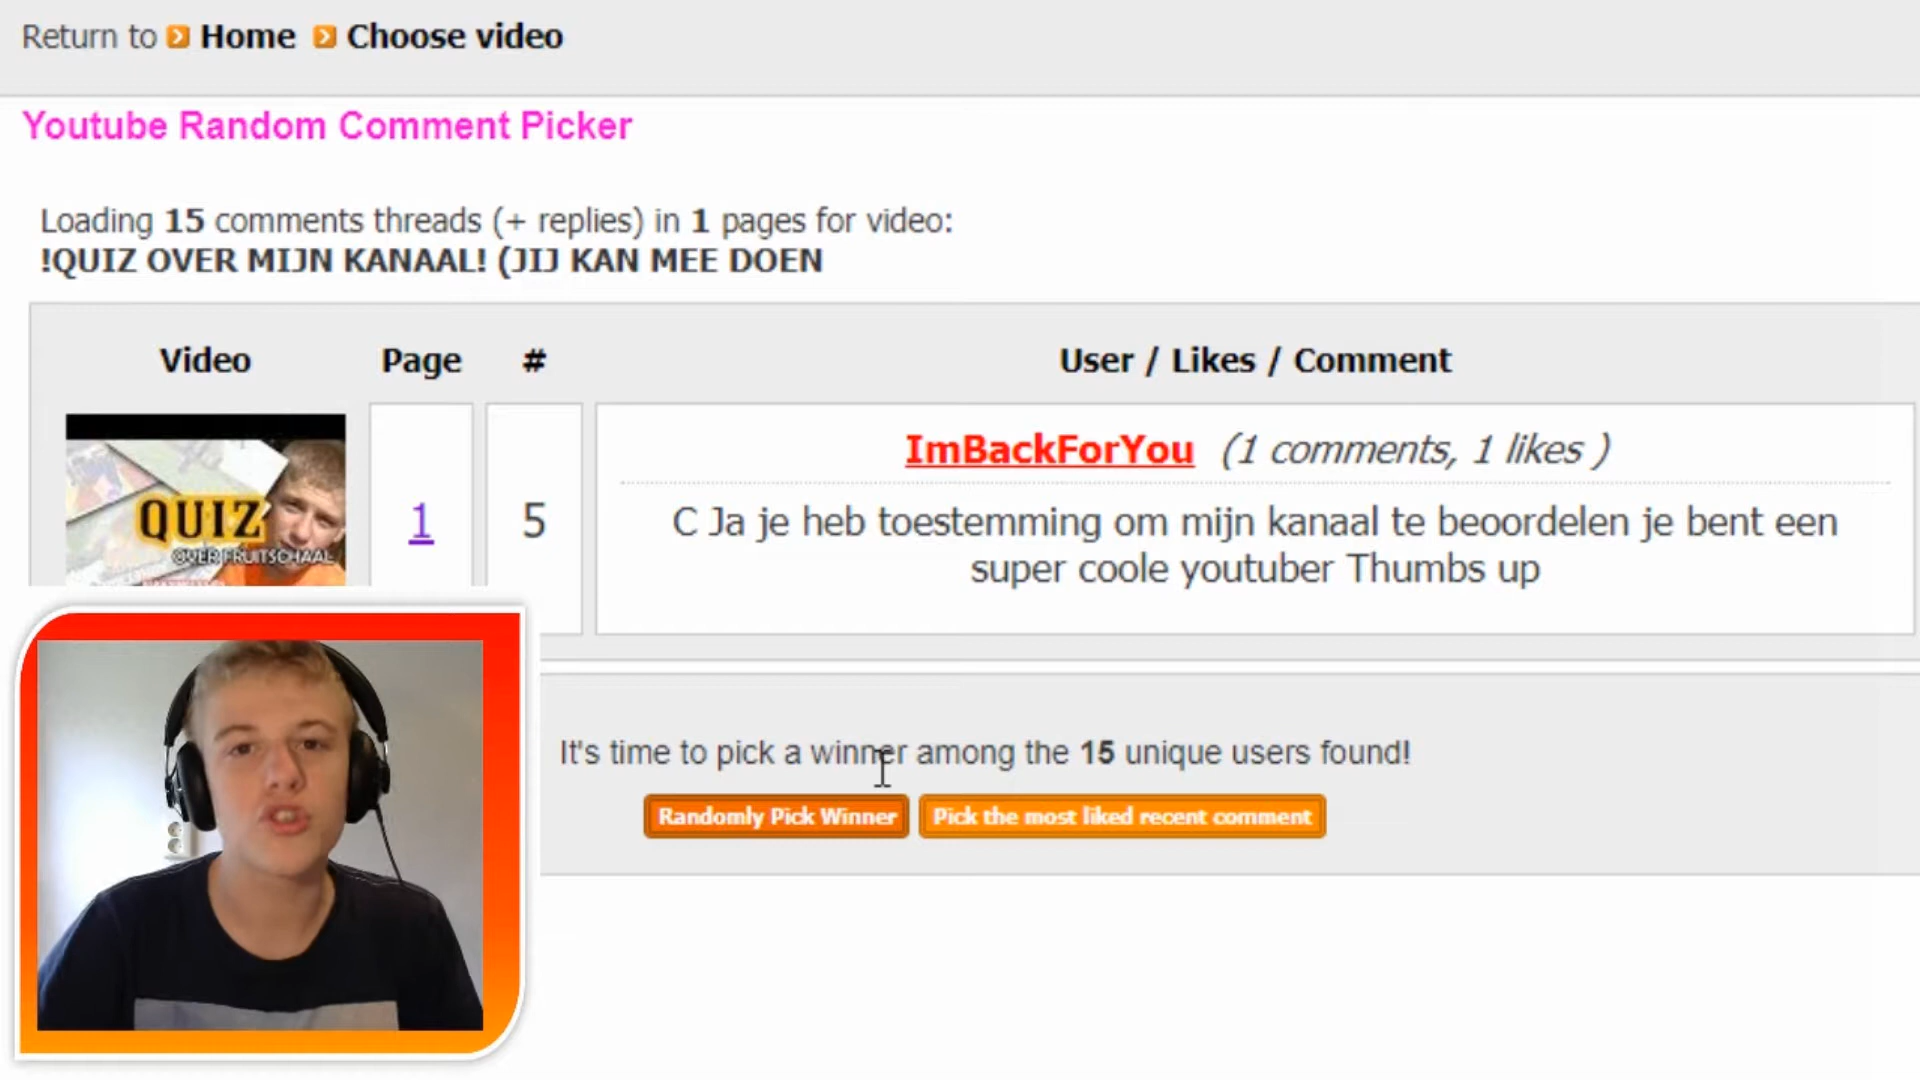 Return to Home Choose video
Youtube Random Comment Picker
Loading 15 comments threads (+ replies) in 1 pages for video:
!QUIZ OVER MIJN KANAAL! (JIJ KAN MEE DOEN
Video Page # User / Likes / Comment
QUIZ
OVER FRUITSCHAAL
1 5
ImBackForYou (1 comments, 1 likes )
C Ja je heb toestemming om mijn kanaal te beoordelen je bent een
super coole youtuber Thumbs up
It's time to pick a winner among the 15 unique users found!
Randomly Pick Winner Pick the most liked recent comment